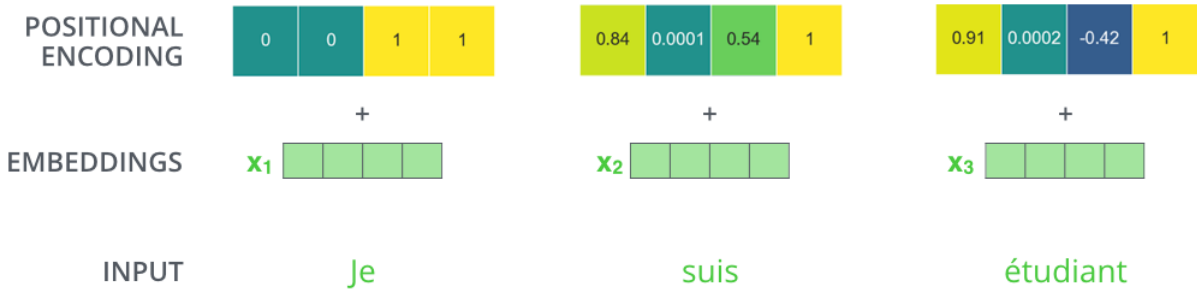 POSITIONAL ENCODING
0 0 1 1
0.84 0.0001 0.54 1
0.91 0.0002 -0.42 1
+ + +
EMBEDDINGS
x1 x2 x3
INPUT
Je suis étudiant